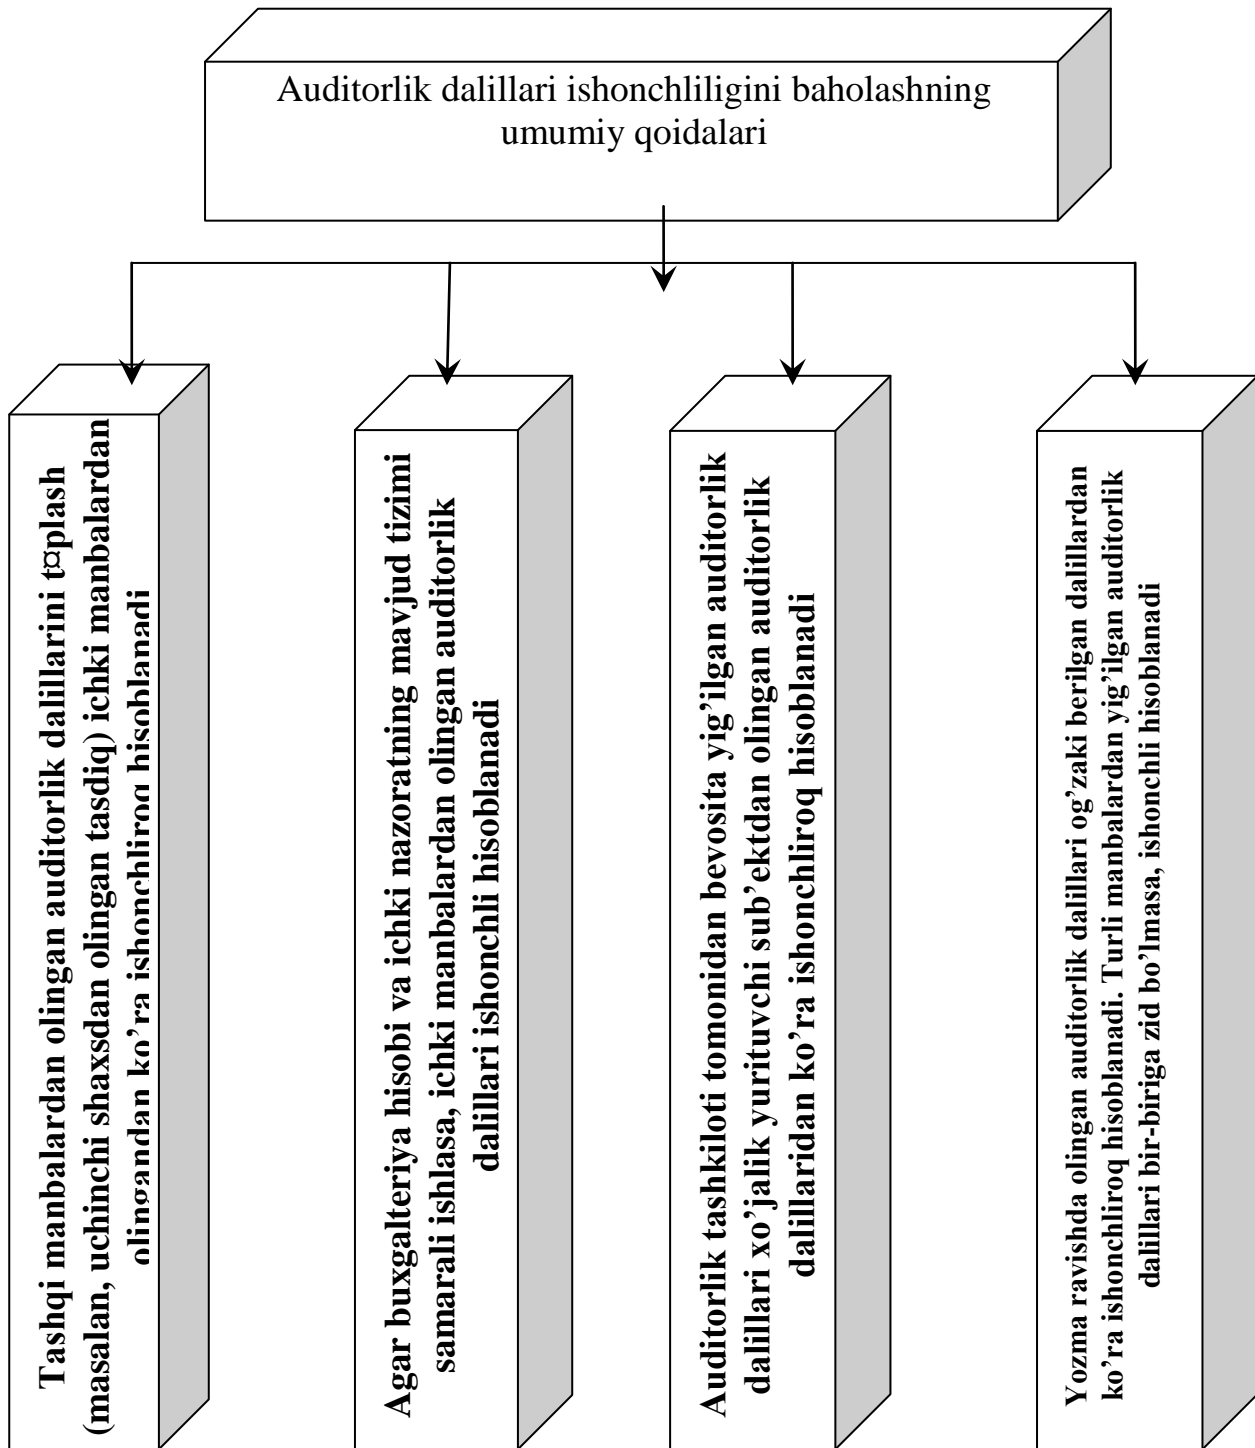 Auditorlik dalillari ishonchliligini baholashning
umumiy qoidalari
Tashqi manbalardan olingan auditorlik dalillarini t¤plash
(masalan, uchinchi shaxsdan olingan tasdiq) ichki manbalardan
olingandan ko’ra ishonchliroq hisoblanadi
Agar buxgalteriya hisobi va ichki nazoratning mavjud tizimi
samarali ishlasa, ichki manbalardan olingan auditorlik
dalillari ishonchli hisoblanadi
Auditorlik tashkiloti tomonidan bevosita yig’ilgan auditorlik
dalillari xo’jalik yurituvchi sub’ektdan olingan auditorlik
dalillaridan ko’ra ishonchliroq hisoblanadi
Yozma ravishda olingan auditorlik dalillari og’zaki berilgan dalillardan
ko’ra ishonchliroq hisoblanadi. Turli manbalardan yig’ilgan auditorlik
dalillari bir-biriga zid bo’lmasa, ishonchli hisoblanadi